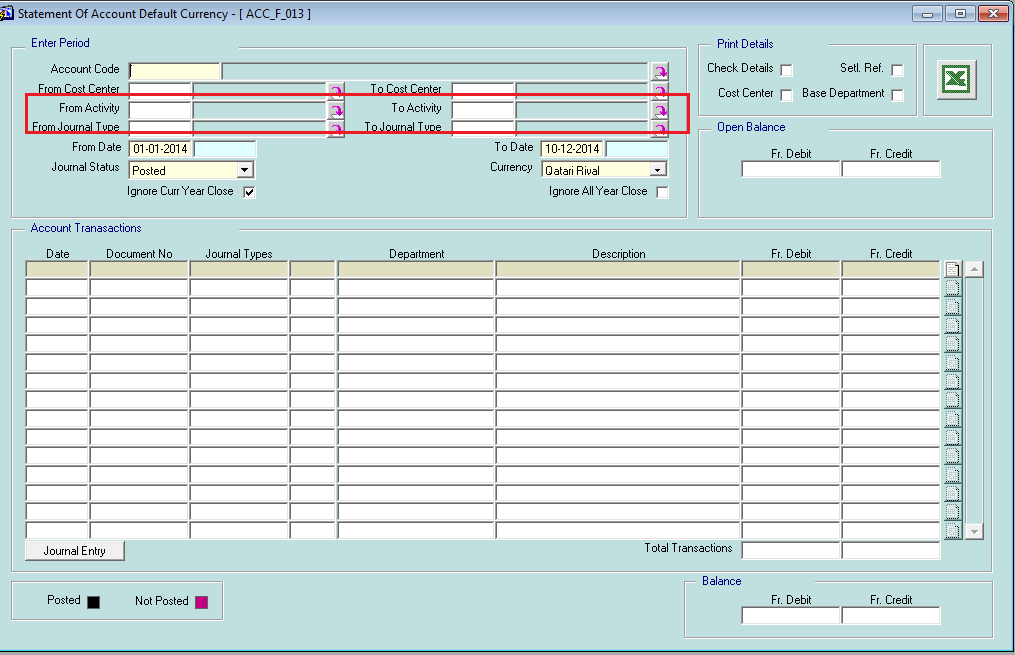 Statement Of Account Default Currency - [ ACC_F_013 ]
Enter Period
Account Code
From Cost Center To Cost Center
From Activity To Activity
From Journal Type To Journal Type
From Date 01-01-2014 To Date 10-12-2014
Journal Status Posted Currency Qatari Rival
Ignore Curr Year Close Ignore All Year Close
Print Details
Check Details Setl. Ref.
Cost Center Base Department
Open Balance
Fr. Debit Fr. Credit
Account Tranasactions
Date Document No Journal Types Department Description Fr. Debit Fr. Credit
Journal Entry Total Transactions
Posted Not Posted
Balance
Fr. Debit Fr. Credit